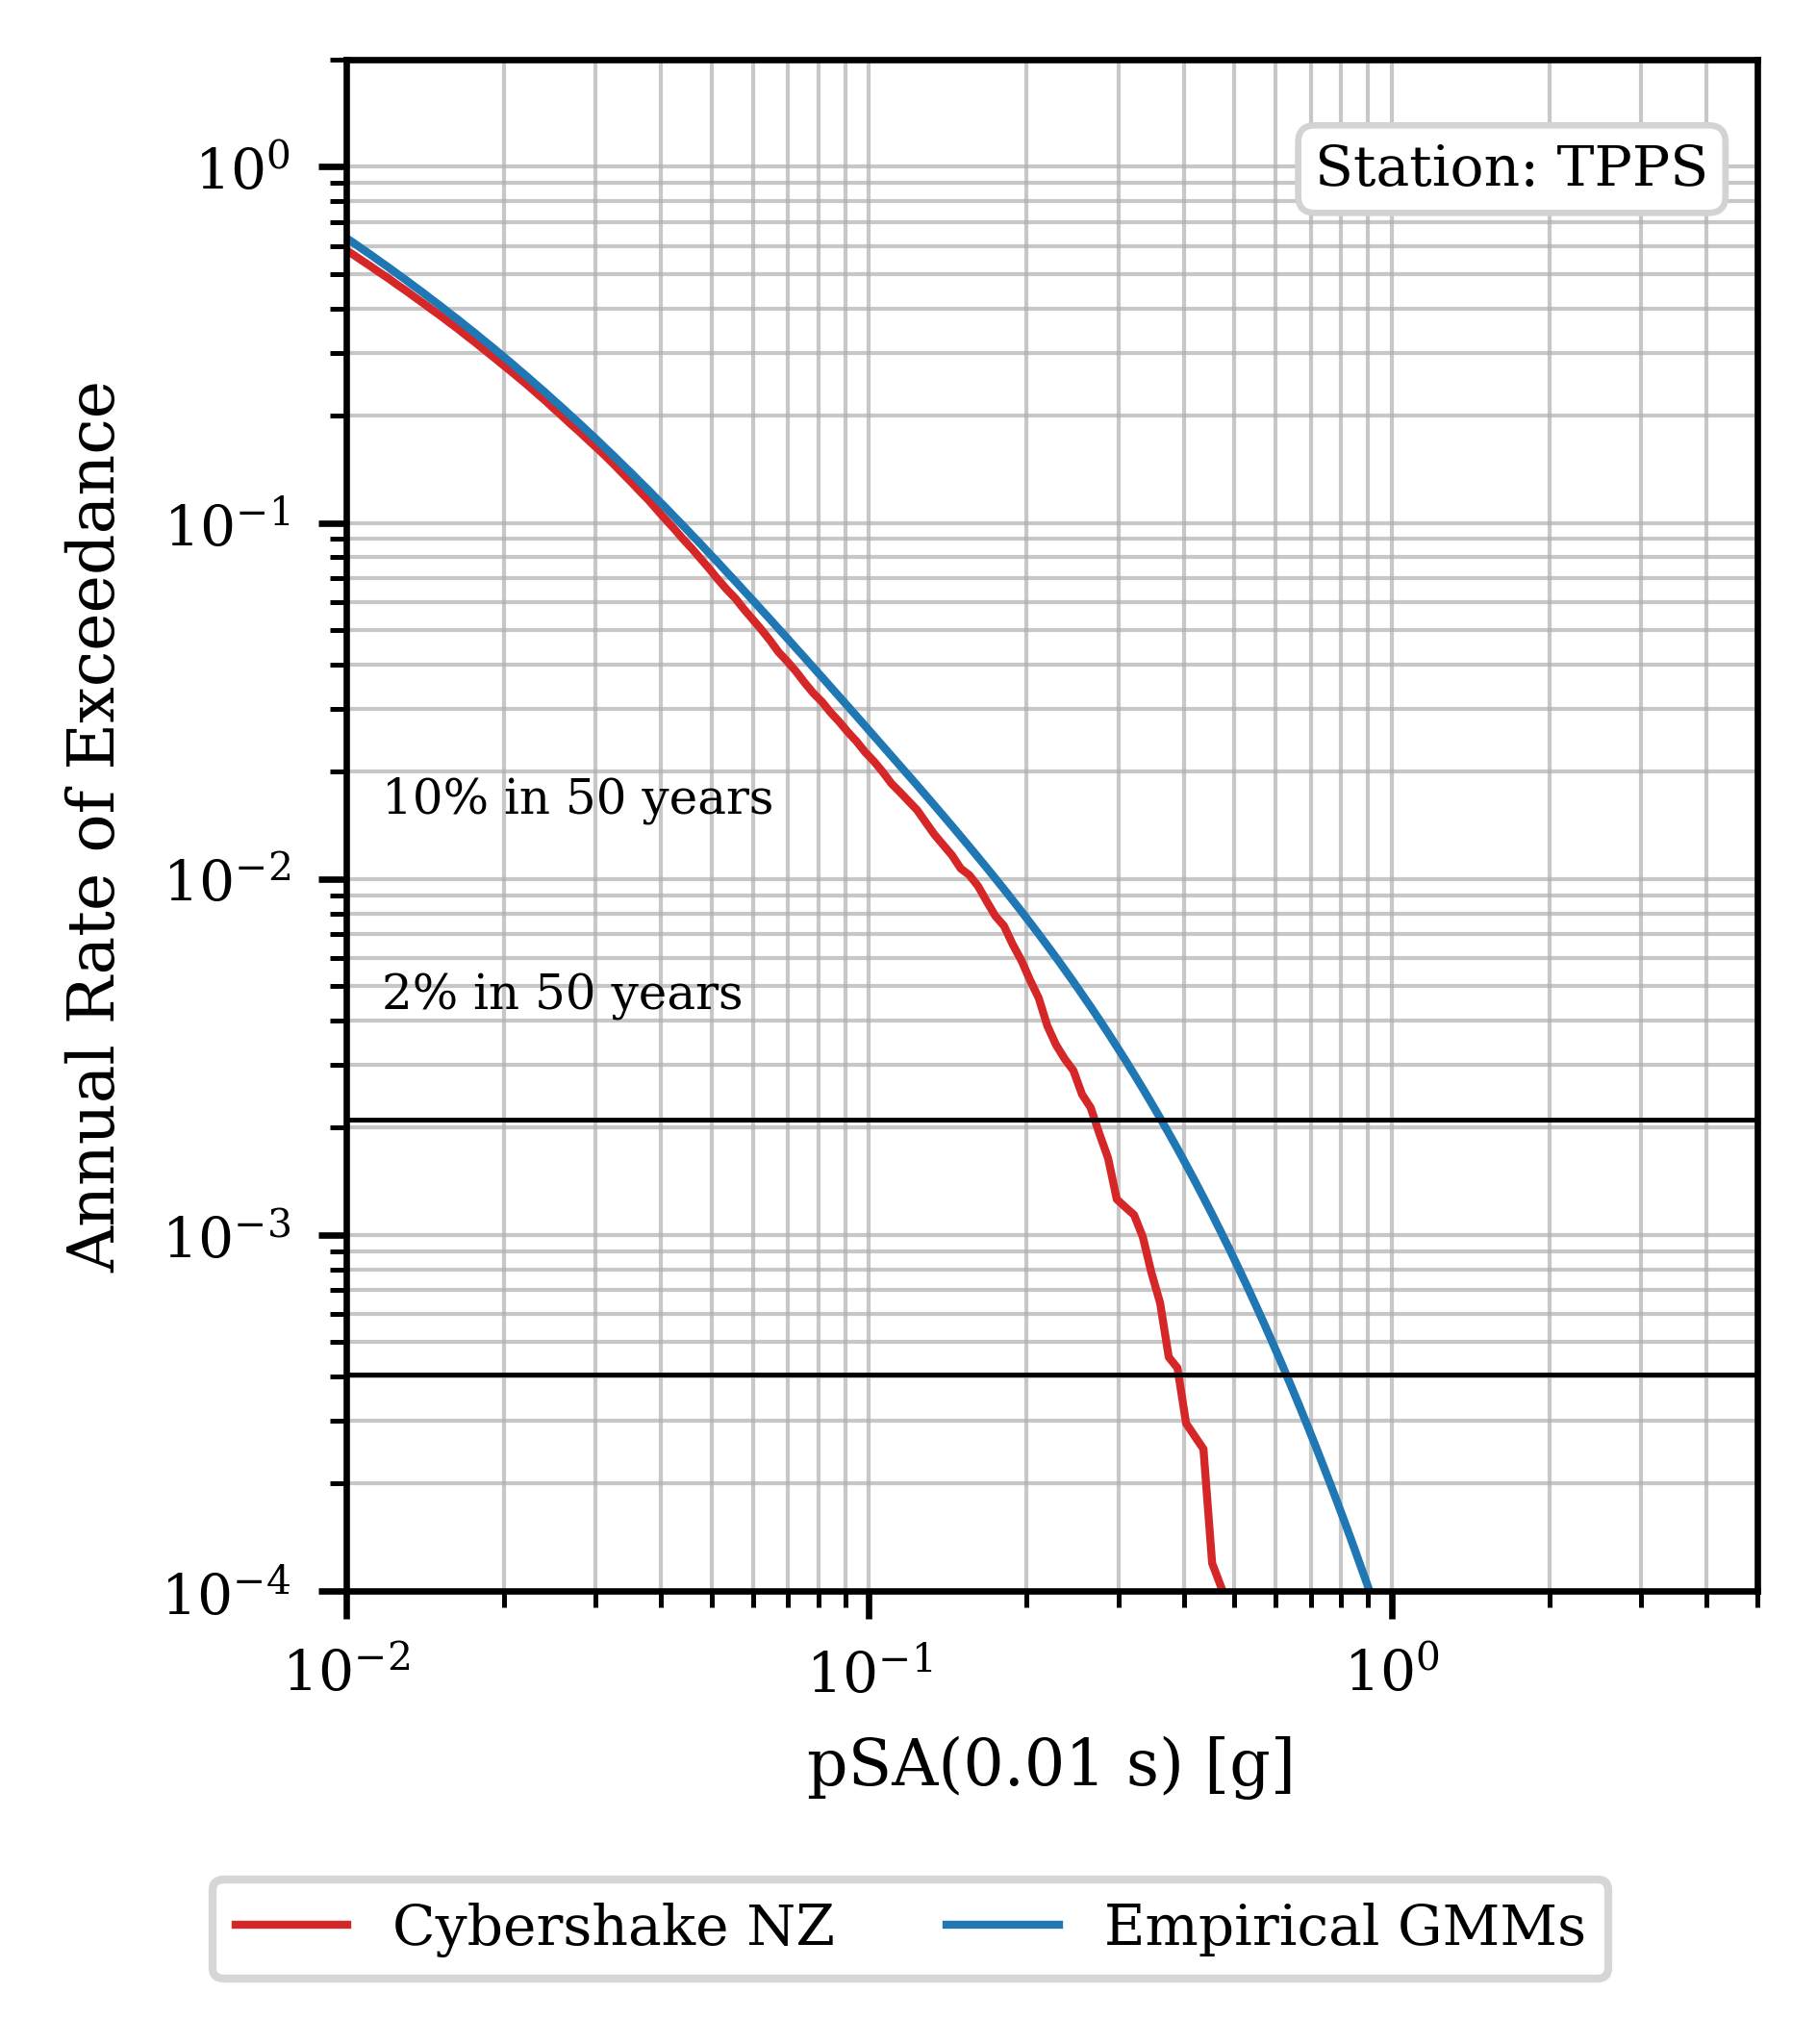 Station: TPPS
10⁰
10⁻¹
10⁻²
10⁻³
10⁻⁴
Annual Rate of Exceedance
10% in 50 years
2% in 50 years
10⁻²
10⁻¹
10⁰
pSA(0.01 s) [g]
Cybershake NZ
Empirical GMMs